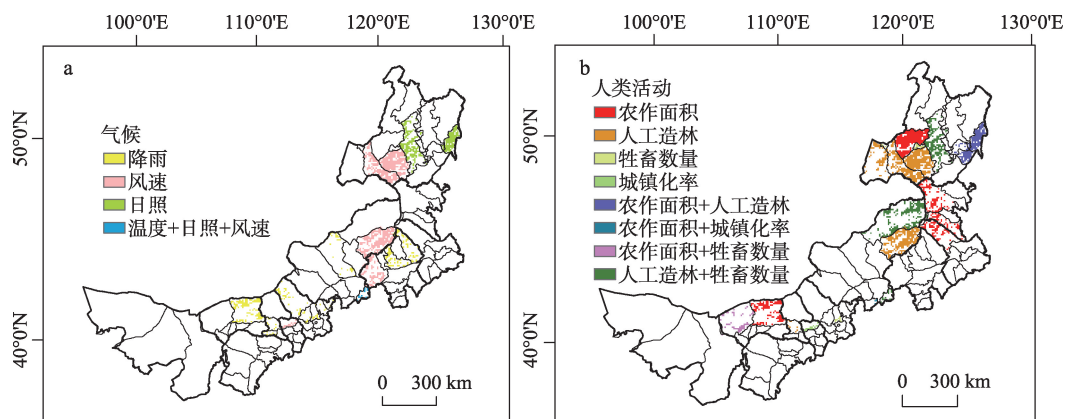 100°0'E 110°0'E 120°0'E 130°0'E
a
气候
降雨
风速
日照
温度+日照+风速
50°0'N
40°0'N
0 300 km
100°0'E 110°0'E 120°0'E 130°0'E
b
人类活动
农作面积
人工造林
牲畜数量
城镇化率
农作面积+人工造林
农作面积+城镇化率
农作面积+牲畜数量
人工造林+牲畜数量
50°0'N
40°0'N
0 300 km